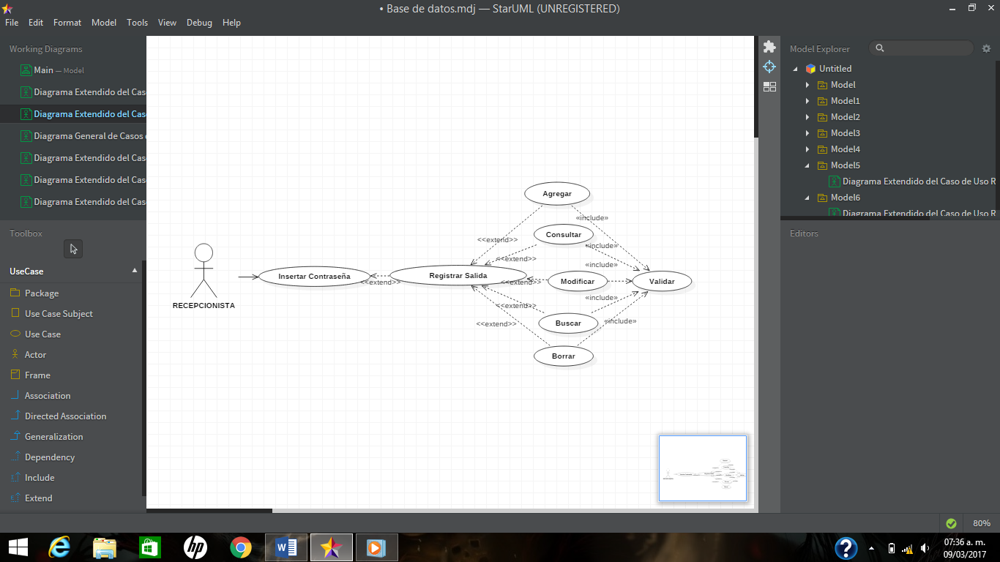 • Base de datos.mdj — StarUML (UNREGISTERED)
File Edit Format Model Tools View Debug Help
Working Diagrams
Main — Model
Diagrama Extendido del Cas
Diagrama Extendido del Cas
Diagrama General de Casos
Diagrama Extendido del Cas
Diagrama Extendido del Cas
Diagrama Extendido del Cas
Toolbox
UseCase
Package
Use Case Subject
Use Case
Actor
Frame
Association
Directed Association
Generalization
Dependency
Include
Extend
Agregar
«include»
<<extend>>
Consultar
«include»
<<extend>>
«include»
RECEPCIONISTA
Insertar Contraseña
<<extend>>
Registrar Salida
<<extend>>
Modificar
Validar
«include»
<<extend>>
Buscar
«include»
<<extend>>
Borrar
Model Explorer
Untitled
Model
Model1
Model2
Model3
Model4
Model5
Diagrama Extendido del Caso de Uso R
Model6
Diagrama Extendido del Caso de Uso R
Editors
80%
hp
W
?
07:36 a. m.
09/03/2017